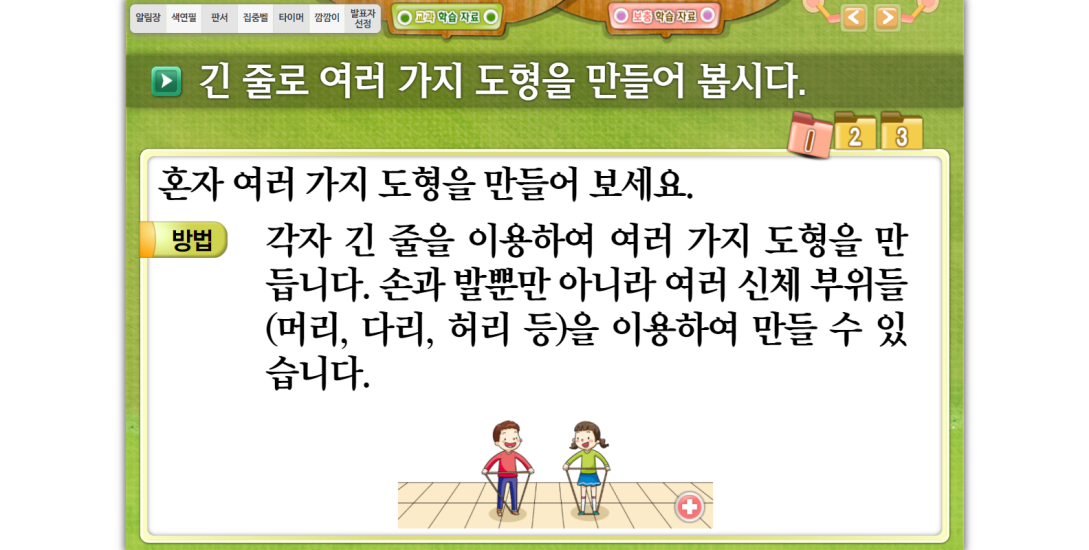 알림장 색연필 판서 집중벨 타이머 깜깜이 발표자 선정
교과 학습 자료
보충 학습 자료
긴 줄로 여러 가지 도형을 만들어 봅시다.
1 2 3
혼자 여러 가지 도형을 만들어 보세요.
방법
각자 긴 줄을 이용하여 여러 가지 도형을 만
듭니다. 손과 발뿐만 아니라 여러 신체 부위들
(머리, 다리, 허리 등)을 이용하여 만들 수 있
습니다.